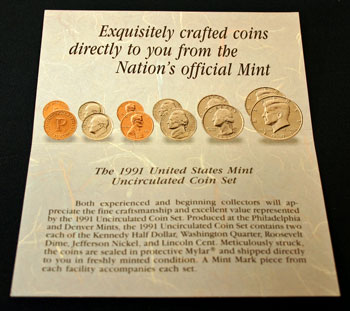 Exquisitely crafted coins
directly to you from the
Nation's official Mint
P
The 1991 United States Mint
Uncirculated Coin Set
Both experienced and beginning collectors will ap-
preciate the fine craftsmanship and excellent value represented
by the 1991 Uncirculated Coin Set. Produced at the Philadelphia
and Denver Mints, the 1991 Uncirculated Coin Set contains two
each of the Kennedy Half Dollar, Washington Quarter, Roosevelt
Dime, Jefferson Nickel, and Lincoln Cent. Meticulously struck,
the coins are sealed in protective Mylar® and shipped directly
to you in freshly minted condition. A Mint Mark piece from
each facility accompanies each set.